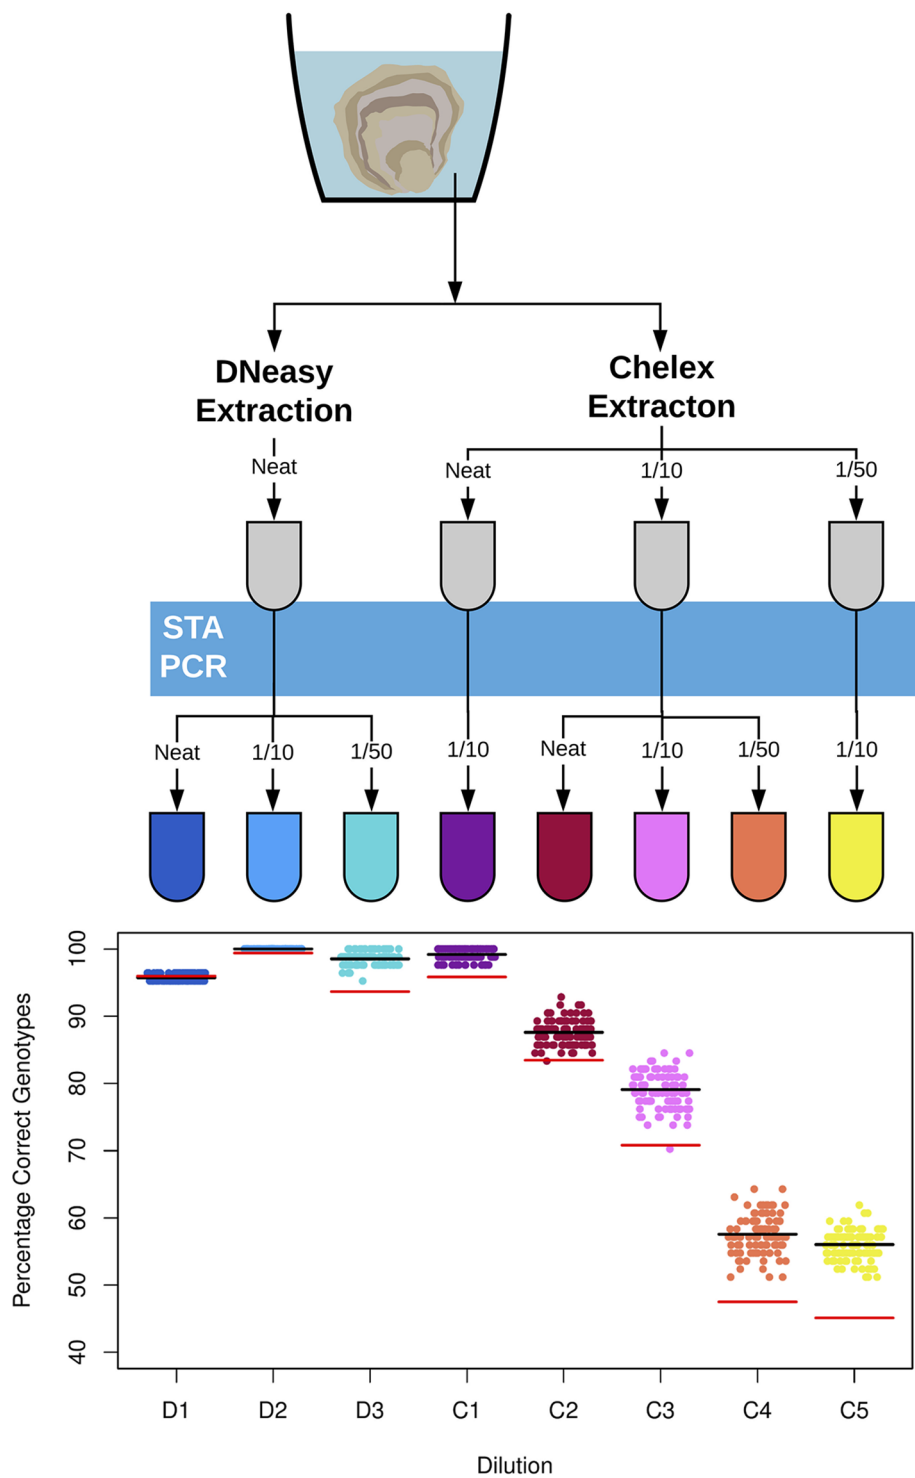 DNeasy
Extraction
Chelex
Extracton
Neat
Neat
1/10
1/50
STA
PCR
Neat
1/10
1/50
1/10
Neat
1/10
1/50
1/10
Percentage Correct Genotypes
100
90
80
70
60
50
40
D1
D2
D3
C1
C2
C3
C4
C5
Dilution